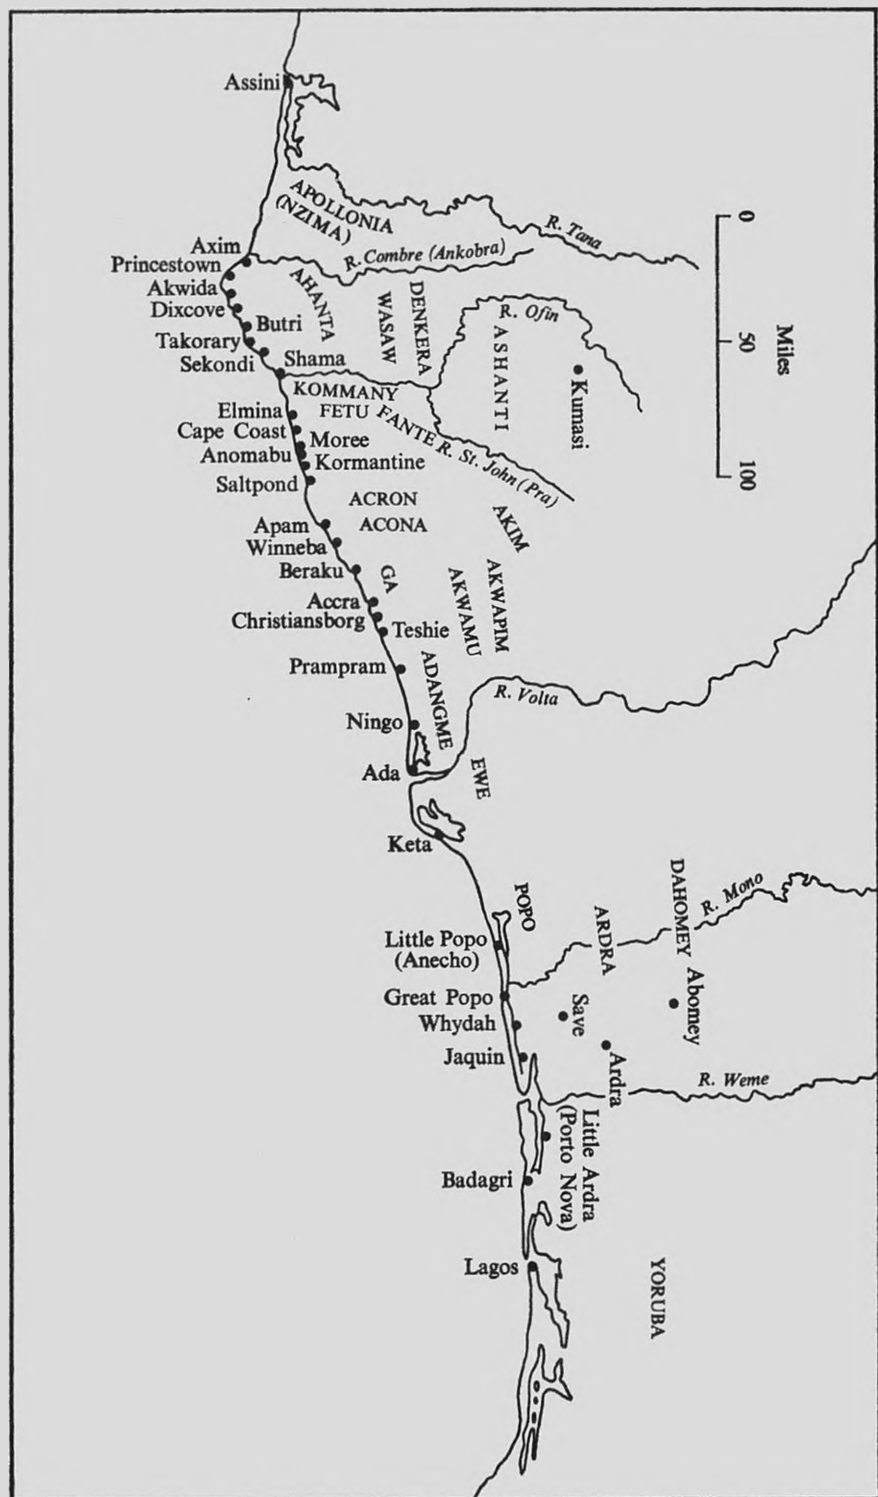 Assini
APOLLONIA
(NZIMA)
R. Tana
0
50
100
Miles
R. Combre (Ankobra)
Axim
Princestown
Akwida
Dixcove
Butri
Takorary
Sekondi
Shama
AHANTA
WASAW
DENKERA
R. Ofin
ASHANTI
Kumasi
KOMMANY
FETU
FANTE
R. St. John (Pra)
Elmina
Cape Coast
Moree
Anomabu
Kormantine
Saltpond
ACRON
ACONA
AKIM
Apam
Winneba
Beraku
GA
AKWAMU
AKWAPIM
Accra
Christiansborg
Teshie
Prampram
ADANGME
R. Volta
Ningo
Ada
EWE
Keta
POPO
ARDRA
DAHOMEY
R. Mono
Little Popo
(Anecho)
Great Popo
Whydah
Save
Abomey
Jaquin
Ardra
R. Weme
Little Ardra
(Porto Nova)
Badagri
Lagos
YORUBA